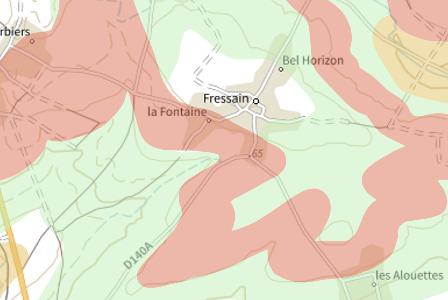 rbiers
Bel Horizon
Fressain
la Fontaine
65
D140A
les Alouettes